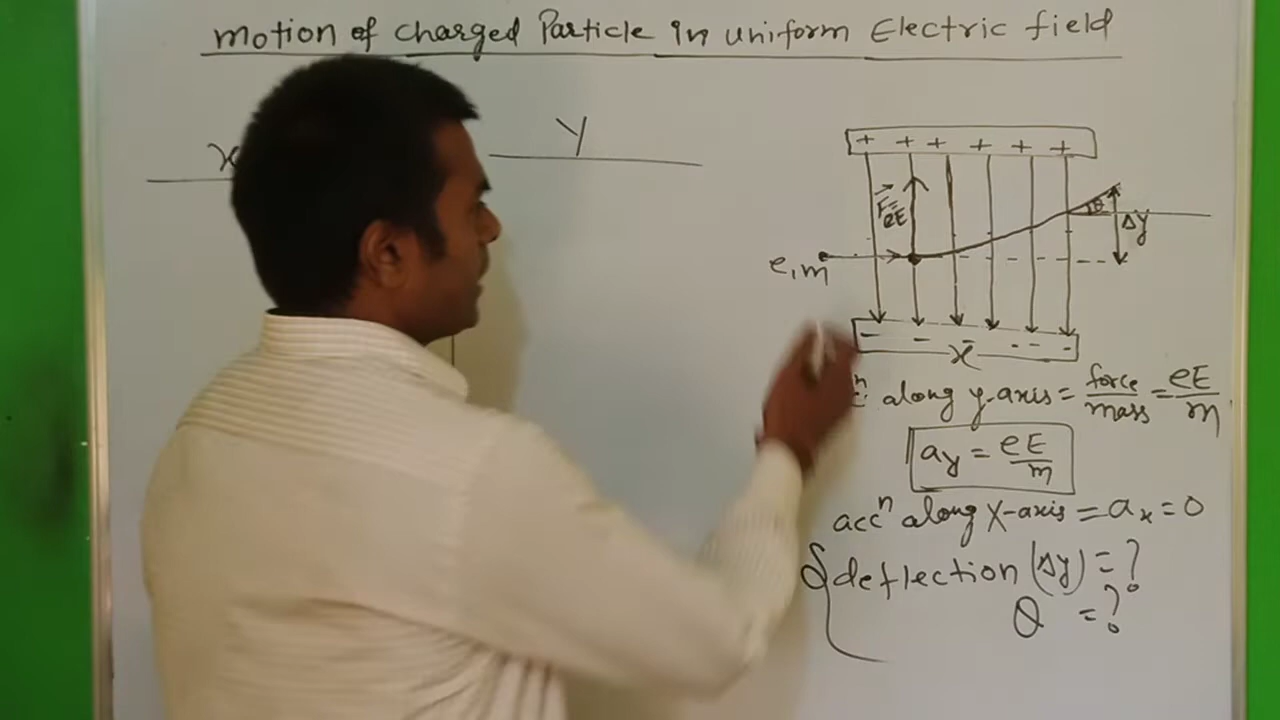 motion of charged Particle in uniform Electric field
x
y
+ + + + + +
F = eE
θ
Δy
e, m
- - - - - -
x
along y-axis = force/mass = eE/m
ay = eE/m
accⁿ along X-axis = ax = 0
deflection (Δy) = ?
θ = ?